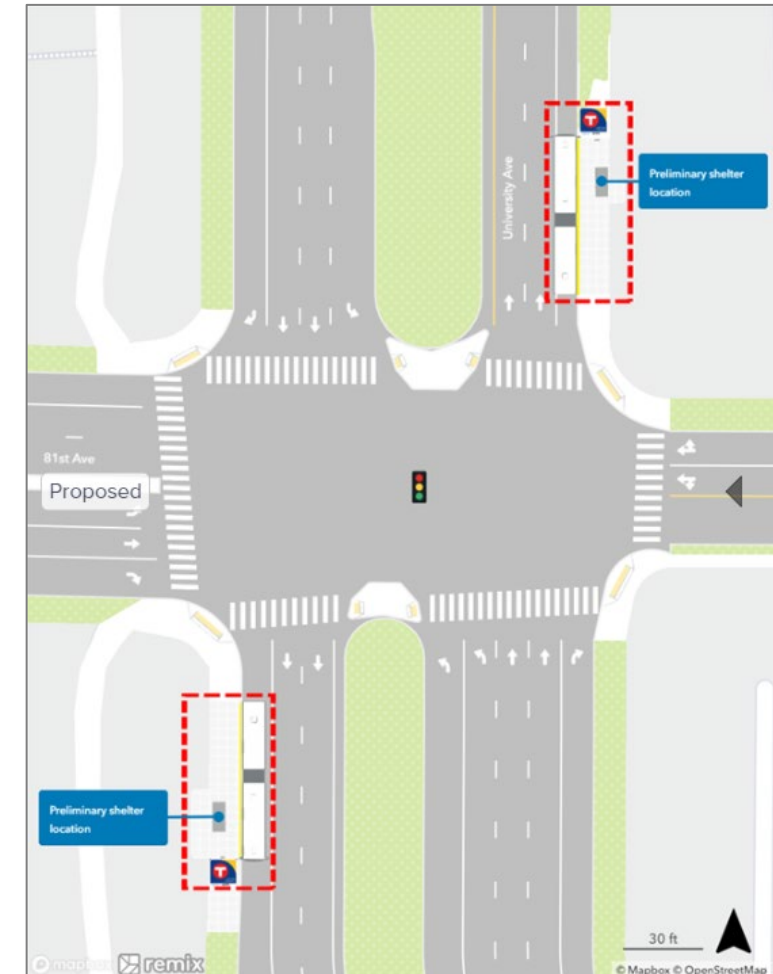 University Ave
Preliminary shelter
location
81st Ave
Proposed
Preliminary shelter
location
T
T
30 ft
mapbox remix
© Mapbox © OpenStreetMap